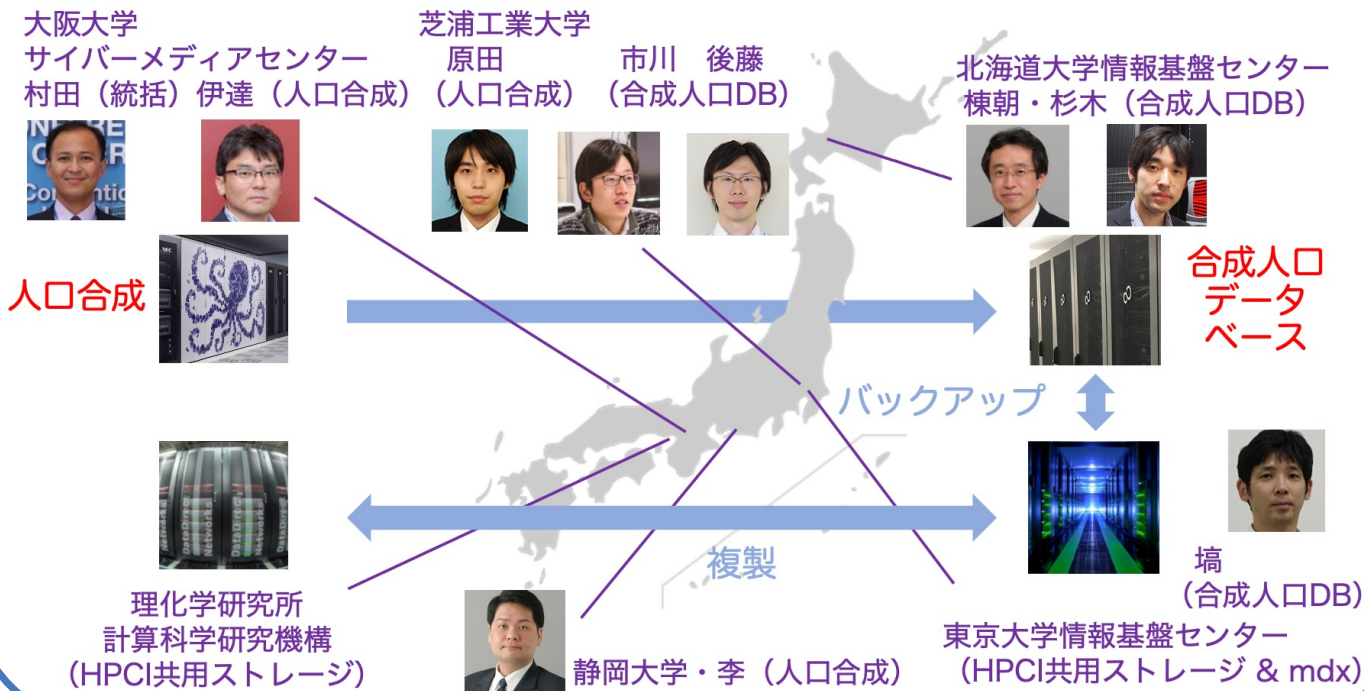 大阪大学
サイバーメディアセンター
村田（統括）伊達（人口合成）
芝浦工業大学
原田
（人口合成）
市川　後藤
（合成人口DB）
北海道大学情報基盤センター
棟朝・杉木（合成人口DB）
人口合成
合成人口
データ
ベース
バックアップ
複製
理化学研究所
計算科学研究機構
（HPCI共用ストレージ）
静岡大学・李（人口合成）
塙
（合成人口DB）
東京大学情報基盤センター
（HPCI共用ストレージ & mdx）
NEC
DataDirect
Networks
DataDirect
Networks